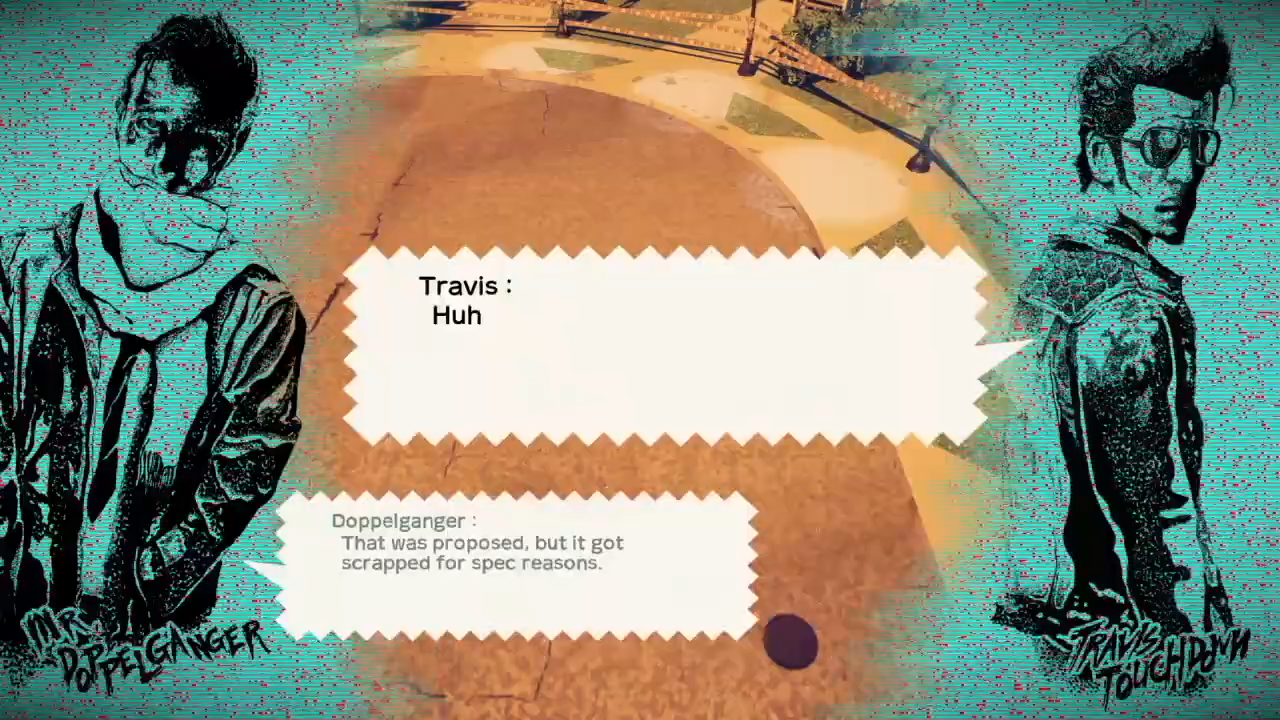 Travis :
Huh
Doppelganger :
That was proposed, but it got
scrapped for spec reasons.
MR.
DOPPELGANGER
TRAVIS
TOUCHDOWN